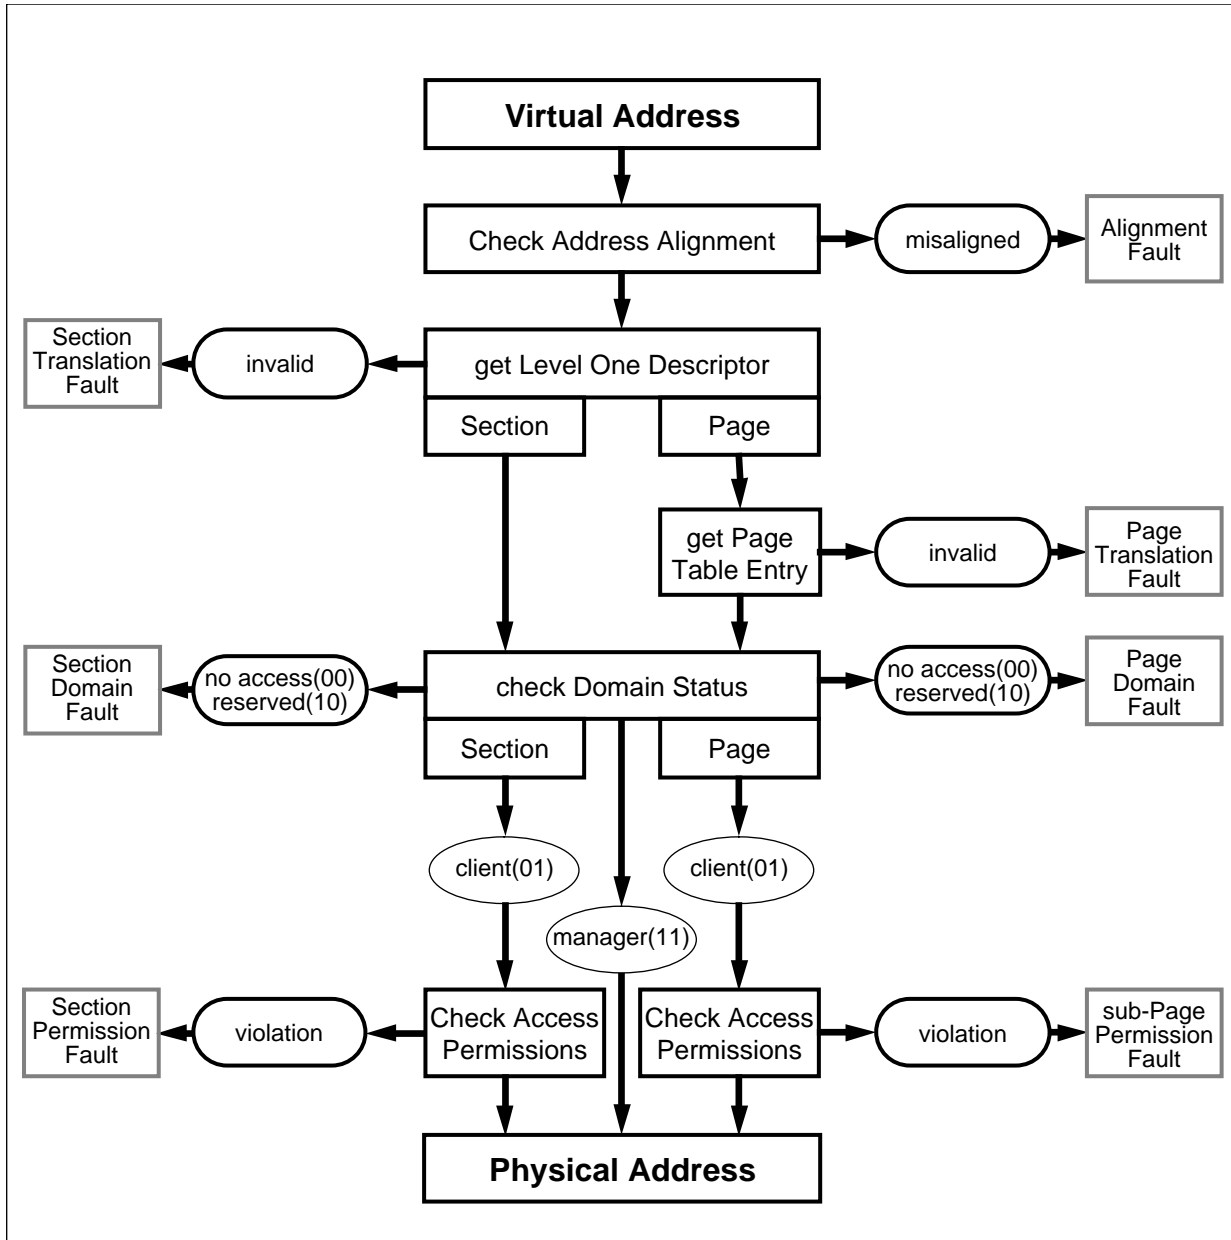 Virtual Address
Check Address Alignment
misaligned
Alignment
Fault
Section
Translation
Fault
invalid
get Level One Descriptor
Section
Page
get Page
Table Entry
invalid
Page
Translation
Fault
Section
Domain
Fault
no access(00)
reserved(10)
check Domain Status
no access(00)
reserved(10)
Page
Domain
Fault
Section
Page
client(01)
client(01)
manager(11)
Section
Permission
Fault
violation
Check Access
Permissions
Check Access
Permissions
violation
sub-Page
Permission
Fault
Physical Address